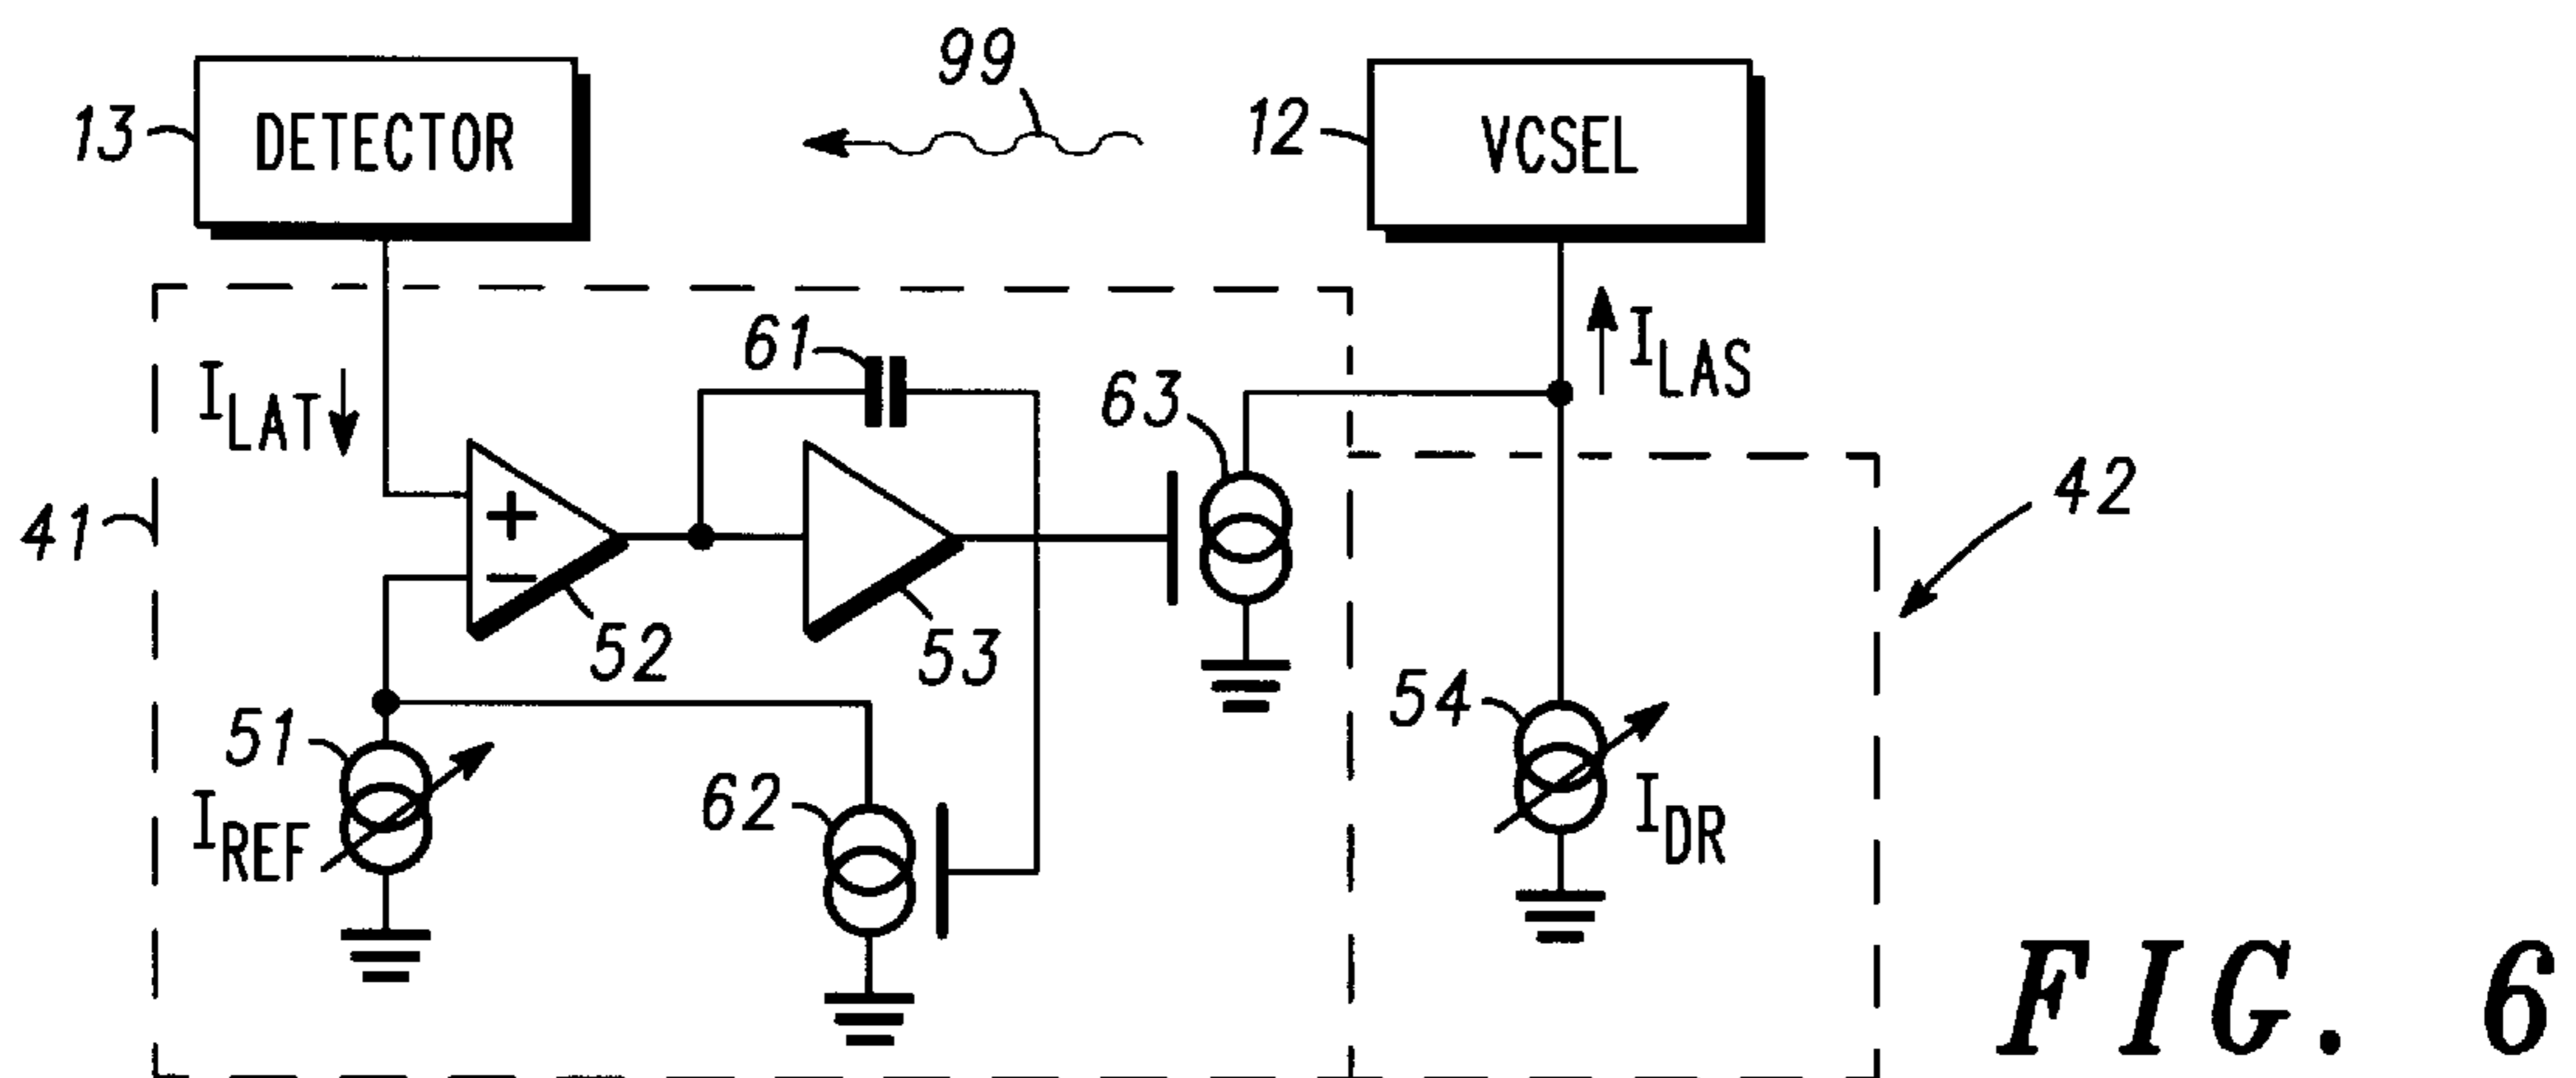 99
13
DETECTOR
12
VCSEL
61
I_LAT
63
I_LAS
41
+
−
52
53
42
51
I_REF
62
54
I_DR
FIG. 6